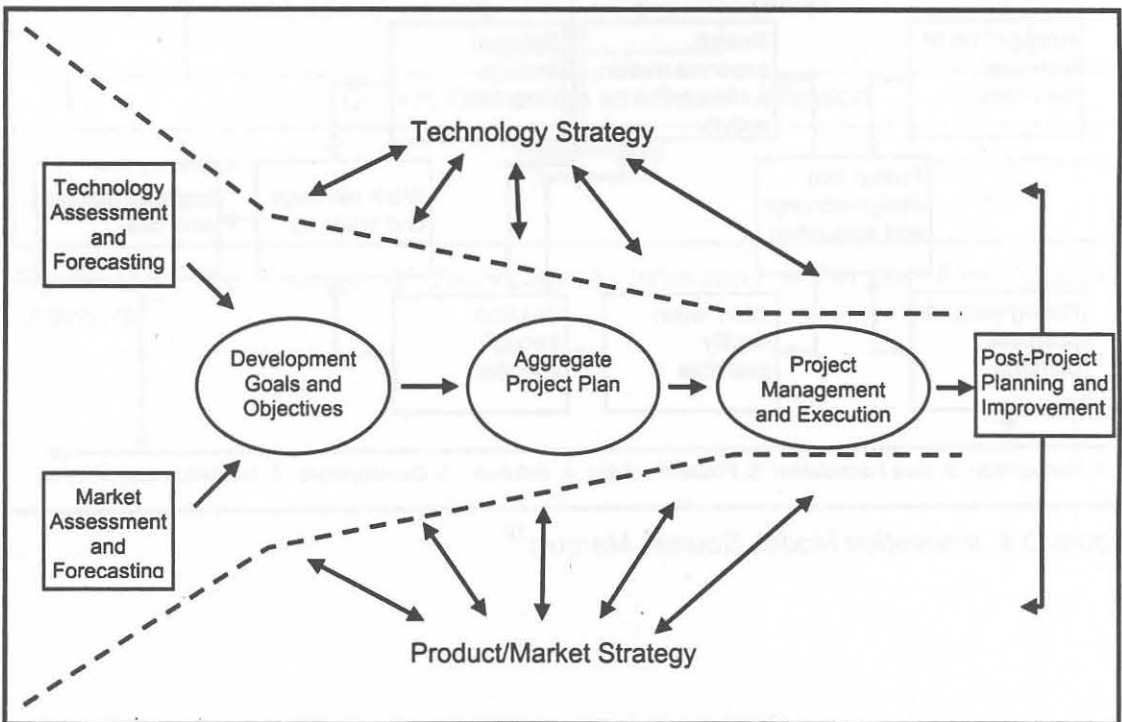 Technology Strategy
Technology
Assessment
and
Forecasting
Development
Goals and
Objectives
Aggregate
Project Plan
Project
Management
and Execution
Post-Project
Planning and
Improvement
Market
Assessment
and
Forecasting
Product/Market Strategy